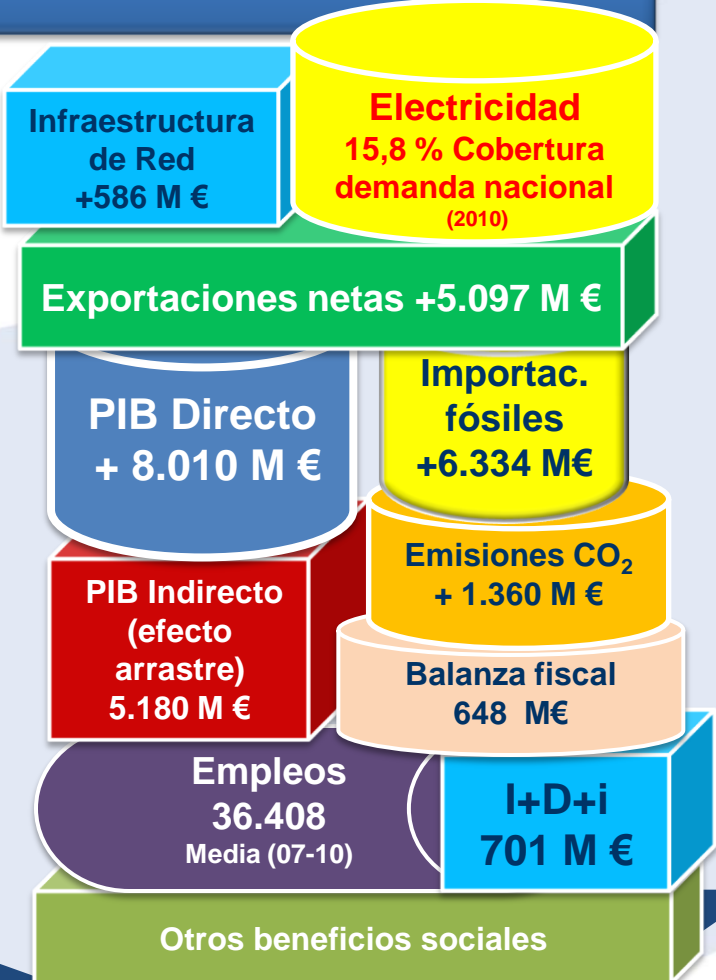 Infraestructura
de Red
+586 M €
Electricidad
15,8 % Cobertura
demanda nacional
(2010)
Exportaciones netas +5.097 M €
PIB Directo
+ 8.010 M €
Importac.
fósiles
+6.334 M€
Emisiones CO₂
+ 1.360 M €
PIB Indirecto
(efecto
arrastre)
5.180 M €
Balanza fiscal
648 M€
Empleos
36.408
Media (07-10)
I+D+i
701 M €
Otros beneficios sociales